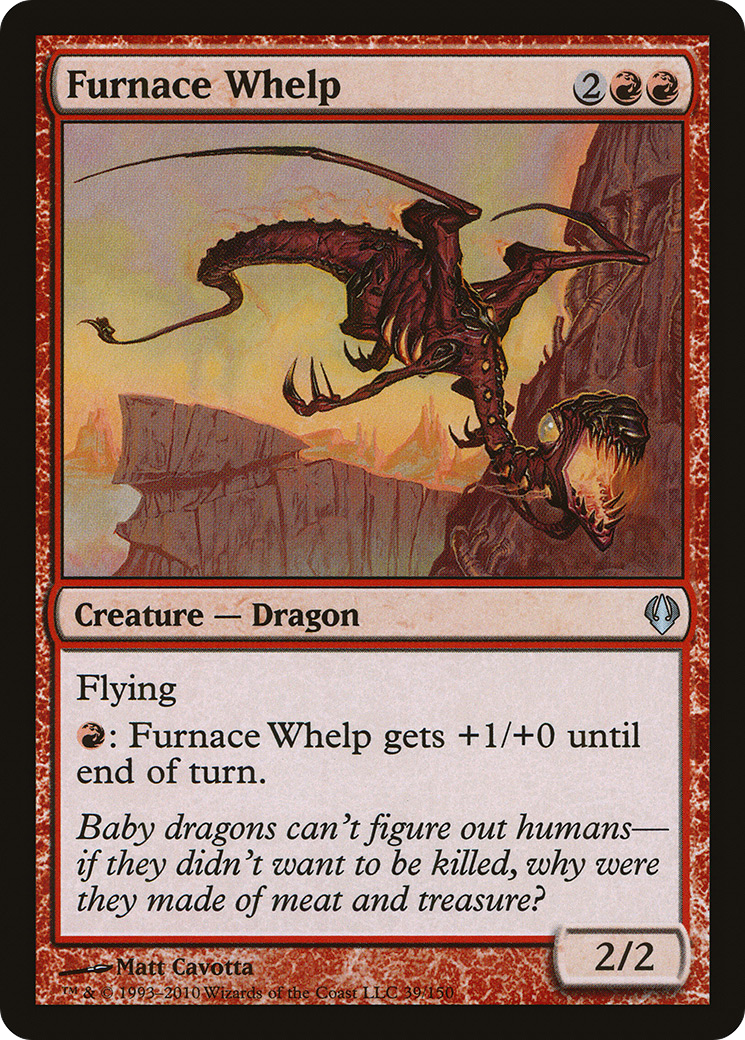 Furnace Whelp 2
Creature — Dragon
Flying
: Furnace Whelp gets +1/+0 until
end of turn.
Baby dragons can't figure out humans—
if they didn't want to be killed, why were
they made of meat and treasure?
2/2
Matt Cavotta
™ & © 1993–2010 Wizards of the Coast LLC 39/150